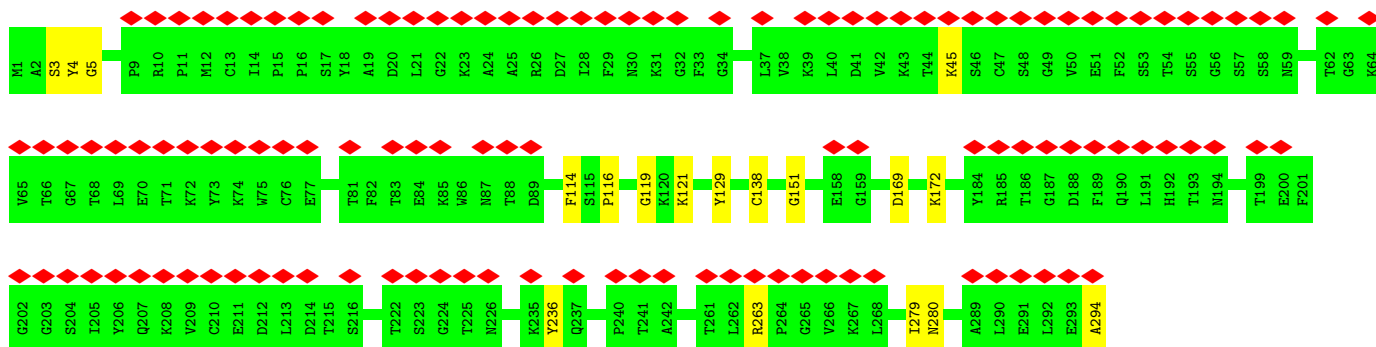 M1 A2 S3 Y4 G5 P9 R10 P11 M12 C13 I14 P15 P16 S17 Y18 A19 D20 L21 G22 K23 A24 A25 R26 D27 I28 F29 N30 K31 G32 F33 G34 L37 V38 K39 L40 D41 V42 K43 T44 K45 S46 C47 S48 G49 V50 E51 F52 S53 T54 S55 G56 S57 S58 N59 T62 G63 K64
V65 T66 G67 T68 L69 E70 T71 K72 Y73 K74 W75 C76 E77 T81 F82 T83 E84 K85 W86 N87 T88 D89 F114 S115 P116 G119 K120 K121 Y129 C138 G151 E158 G159 D169 K172 Y184 R185 T186 G187 D188 F189 Q190 L191 H192 T193 N194 T199 E200 F201
G202 G203 S204 I205 Y206 Q207 K208 V209 C210 E211 D212 L213 D214 T215 S216 T222 S223 G224 T225 N226 K235 Y236 Q237 P240 T241 A242 T261 L262 R263 P264 G265 V266 K267 L268 I279 N280 A289 L290 E291 L292 E293 A294